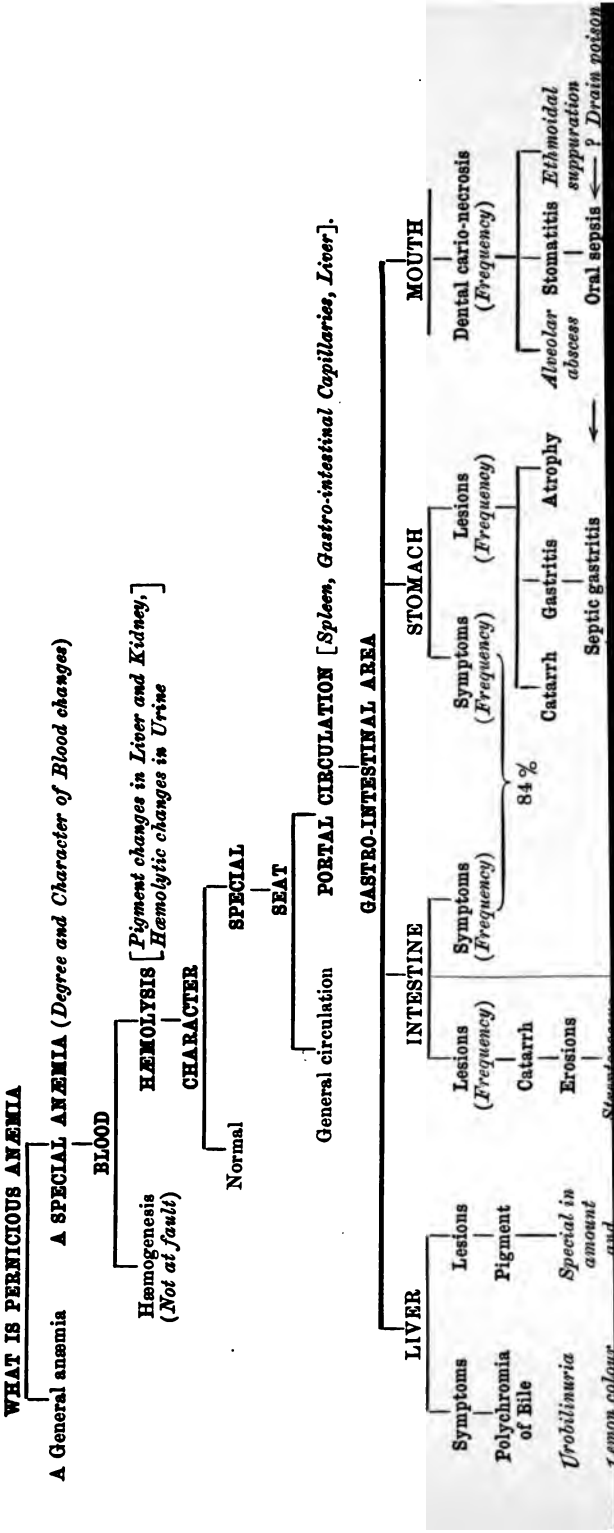 WHAT IS PERNICIOUS ANÆMIA
A General anæmia A SPECIAL ANÆMIA (Degree and Character of Blood changes)
BLOOD
Hæmogenesis HÆMOLYSIS [Pigment changes in Liver and Kidney,]
(Not at fault) Hæmolytic changes in Urine
CHARACTER
Normal SPECIAL
SEAT
General circulation PORTAL CIRCULATION [Spleen, Gastro-intestinal Capillaries, Liver].
GASTRO-INTESTINAL AREA
LIVER INTESTINE STOMACH MOUTH
Symptoms Lesions Lesions Symptoms Symptoms Lesions Dental cario-necrosis
(Frequency) (Frequency) (Frequency) (Frequency) (Frequency)
Polychromia Pigment Catarrh 84 %
of Bile
Urobilinuria Special in Erosions Catarrh Gastritis Atrophy Alveolar Stomatitis Ethmoidal
amount abscess suppuration
Septic gastritis ← Oral sepsis ← ? Drain poison
Lemon colour and